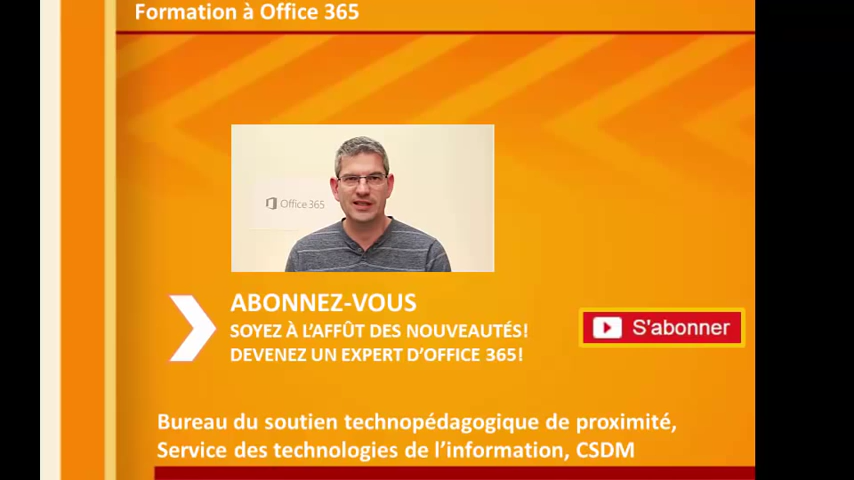 Formation à Office 365
Office 365
ABONNEZ-VOUS
SOYEZ À L'AFFÛT DES NOUVEAUTÉS!
DEVENEZ UN EXPERT D'OFFICE 365!
S'abonner
Bureau du soutien technopédagogique de proximité,
Service des technologies de l'information, CSDM